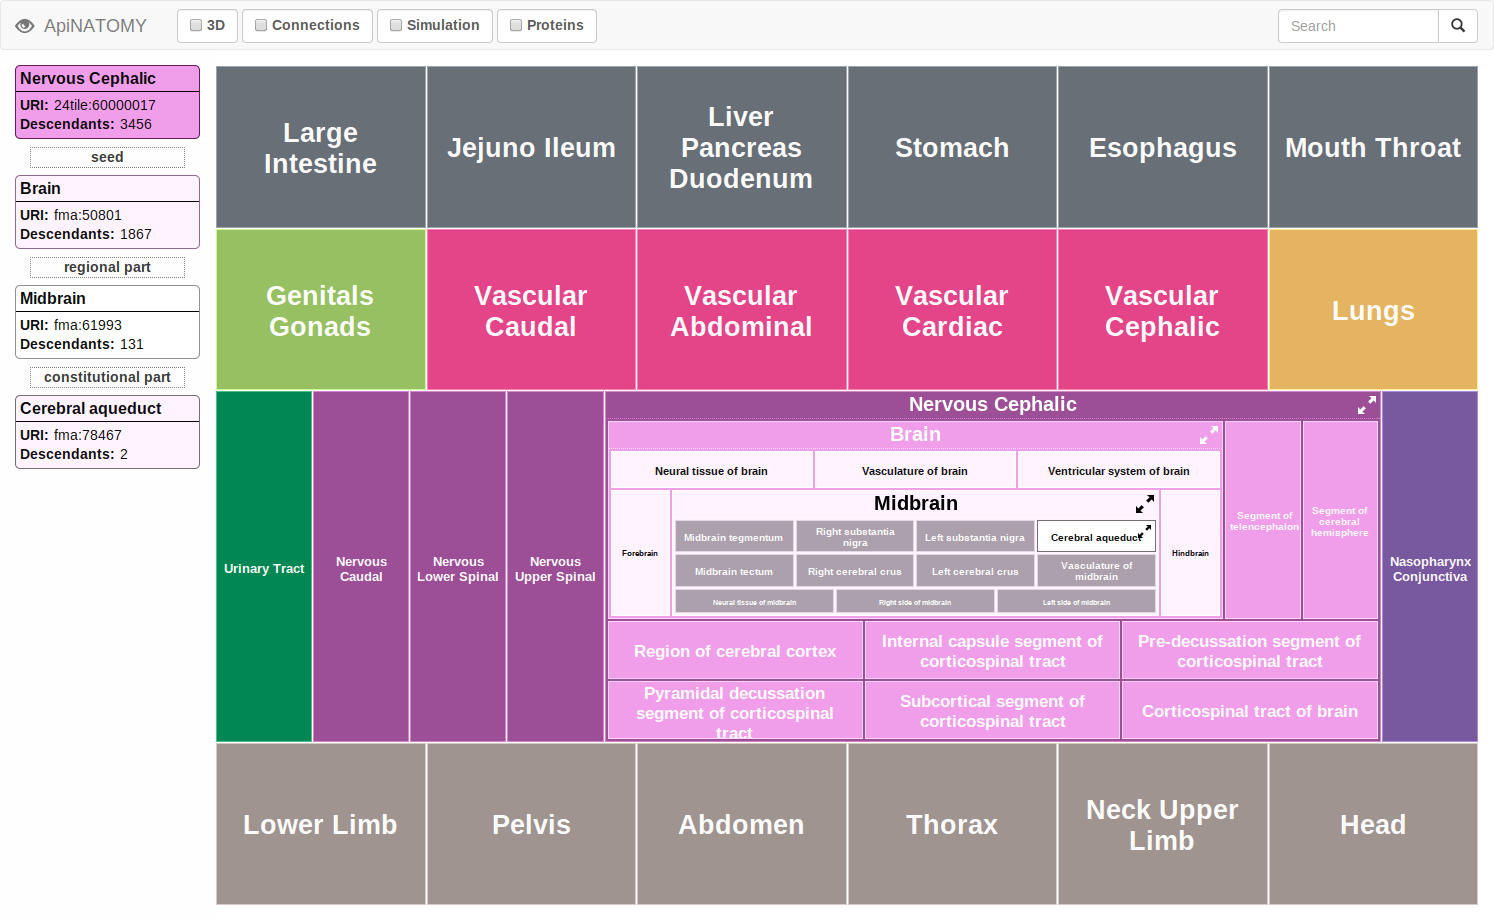 ApiNATOMY
3D
Connections
Simulation
Proteins
Search
Nervous Cephalic
URI: 24tile:60000017
Descendants: 3456
seed
Brain
URI: fma:50801
Descendants: 1867
regional part
Midbrain
URI: fma:61993
Descendants: 131
constitutional part
Cerebral aqueduct
URI: fma:78467
Descendants: 2
Large
Intestine
Jejuno Ileum
Liver
Pancreas
Duodenum
Stomach
Esophagus
Mouth Throat
Genitals
Gonads
Vascular
Caudal
Vascular
Abdominal
Vascular
Cardiac
Vascular
Cephalic
Lungs
Urinary Tract
Nervous
Caudal
Nervous
Lower Spinal
Nervous
Upper Spinal
Nervous Cephalic
Brain
Neural tissue of brain
Vasculature of brain
Ventricular system of brain
Forebrain
Midbrain
Midbrain tegmentum
Right substantia
nigra
Left substantia nigra
Cerebral aqueduct
Midbrain tectum
Right cerebral crus
Left cerebral crus
Vasculature of
midbrain
Neural tissue of midbrain
Right side of midbrain
Left side of midbrain
Hindbrain
Segment of
telencephalon
Segment of
cerebral
hemisphere
Region of cerebral cortex
Internal capsule segment of
corticospinal tract
Pre-decussation segment of
corticospinal tract
Pyramidal decussation
segment of corticospinal
tract
Subcortical segment of
corticospinal tract
Corticospinal tract of brain
Nasopharynx
Conjunctiva
Lower Limb
Pelvis
Abdomen
Thorax
Neck Upper
Limb
Head